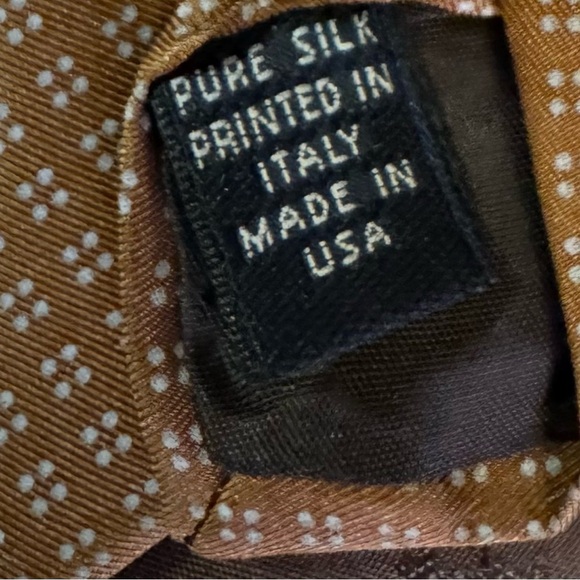 PURE SILK
PRINTED IN
ITALY
MADE IN
USA